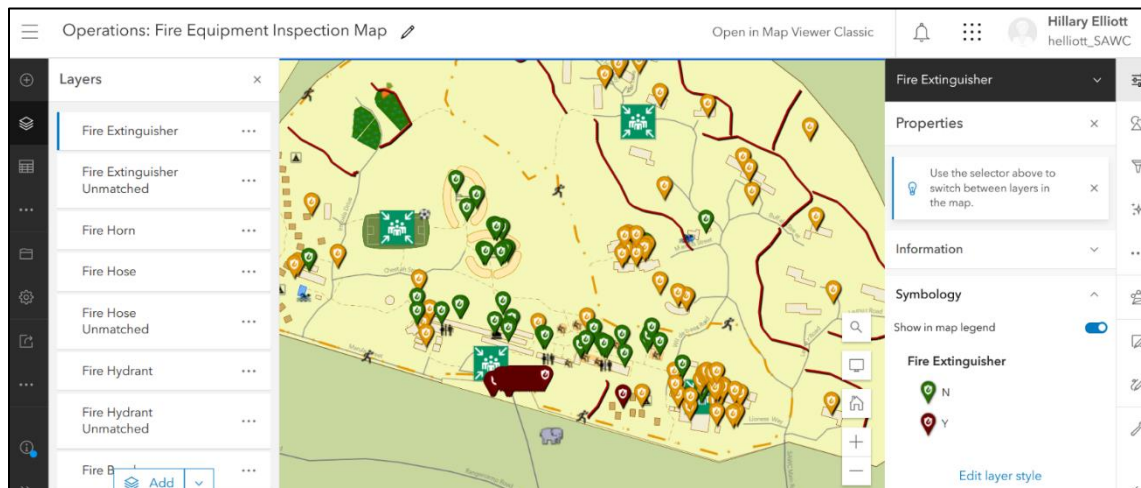 Operations: Fire Equipment Inspection Map
Open in Map Viewer Classic
Hillary Elliott
helliott_SAWC
Layers
Fire Extinguisher
Fire Extinguisher
Unmatched
Fire Horn
Fire Hose
Fire Hose
Unmatched
Fire Hydrant
Fire Hydrant
Unmatched
Add
Fire Extinguisher
Properties
Use the selector above to
switch between layers in
the map.
Information
Symbology
Show in map legend
Fire Extinguisher
N
Y
Edit layer style